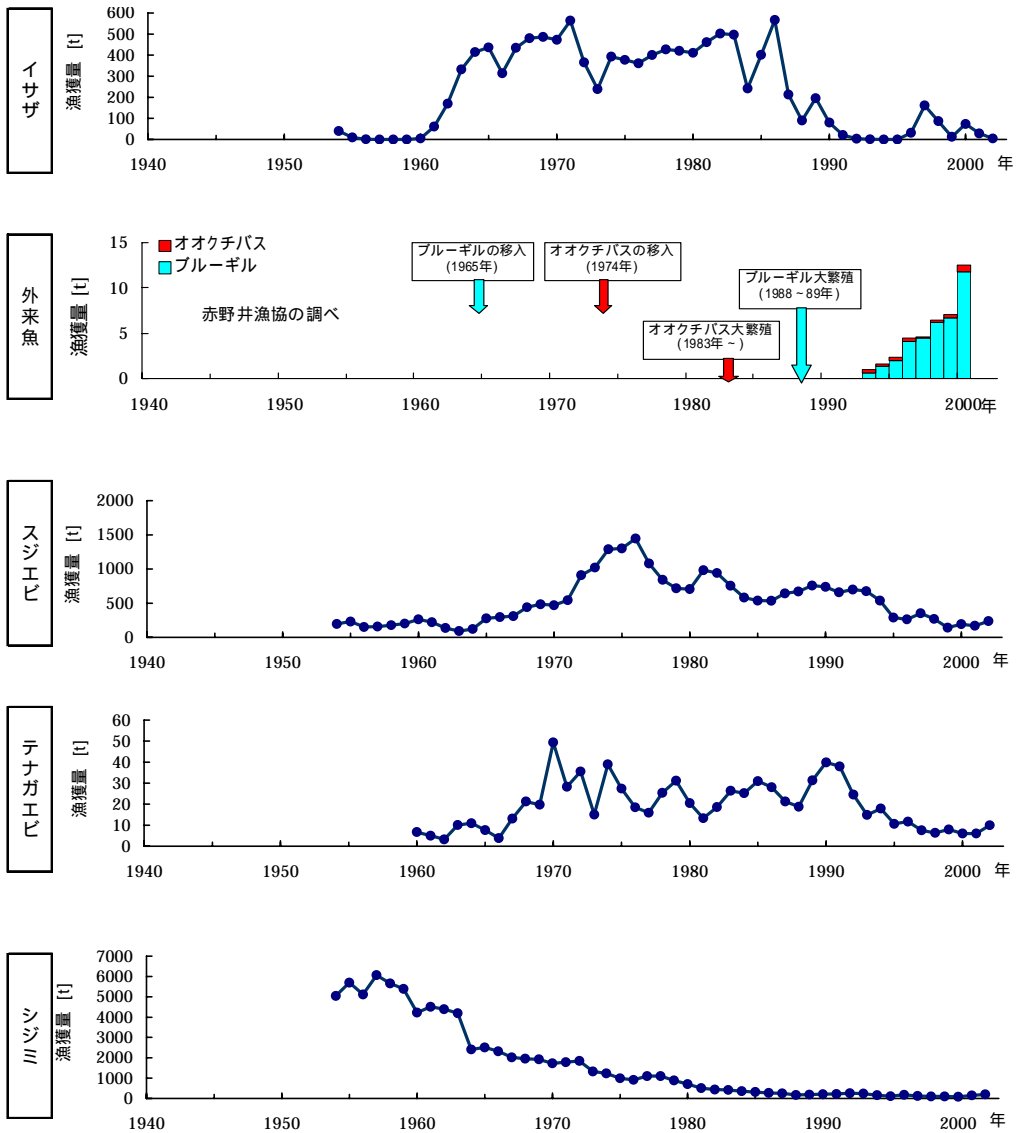 イサザ
漁獲量 [t]
600
500
400
300
200
100
0
1940
1950
1960
1970
1980
1990
2000
年
外来魚
漁獲量 [t]
15
10
5
0
オオクチバス
ブルーギル
赤野井漁協の調べ
ブルーギルの移入
(1965年)
オオクチバスの移入
(1974年)
ブルーギル大繁殖
(1988~89年)
オオクチバス大繁殖
(1983年~)
1940
1950
1960
1970
1980
1990
2000年
スジエビ
漁獲量 [t]
2000
1500
1000
500
0
1940
1950
1960
1970
1980
1990
2000
年
テナガエビ
漁獲量 [t]
60
50
40
30
20
10
0
1940
1950
1960
1970
1980
1990
2000
年
シジミ
漁獲量 [t]
7000
6000
5000
4000
3000
2000
1000
0
1940
1950
1960
1970
1980
1990
2000
年